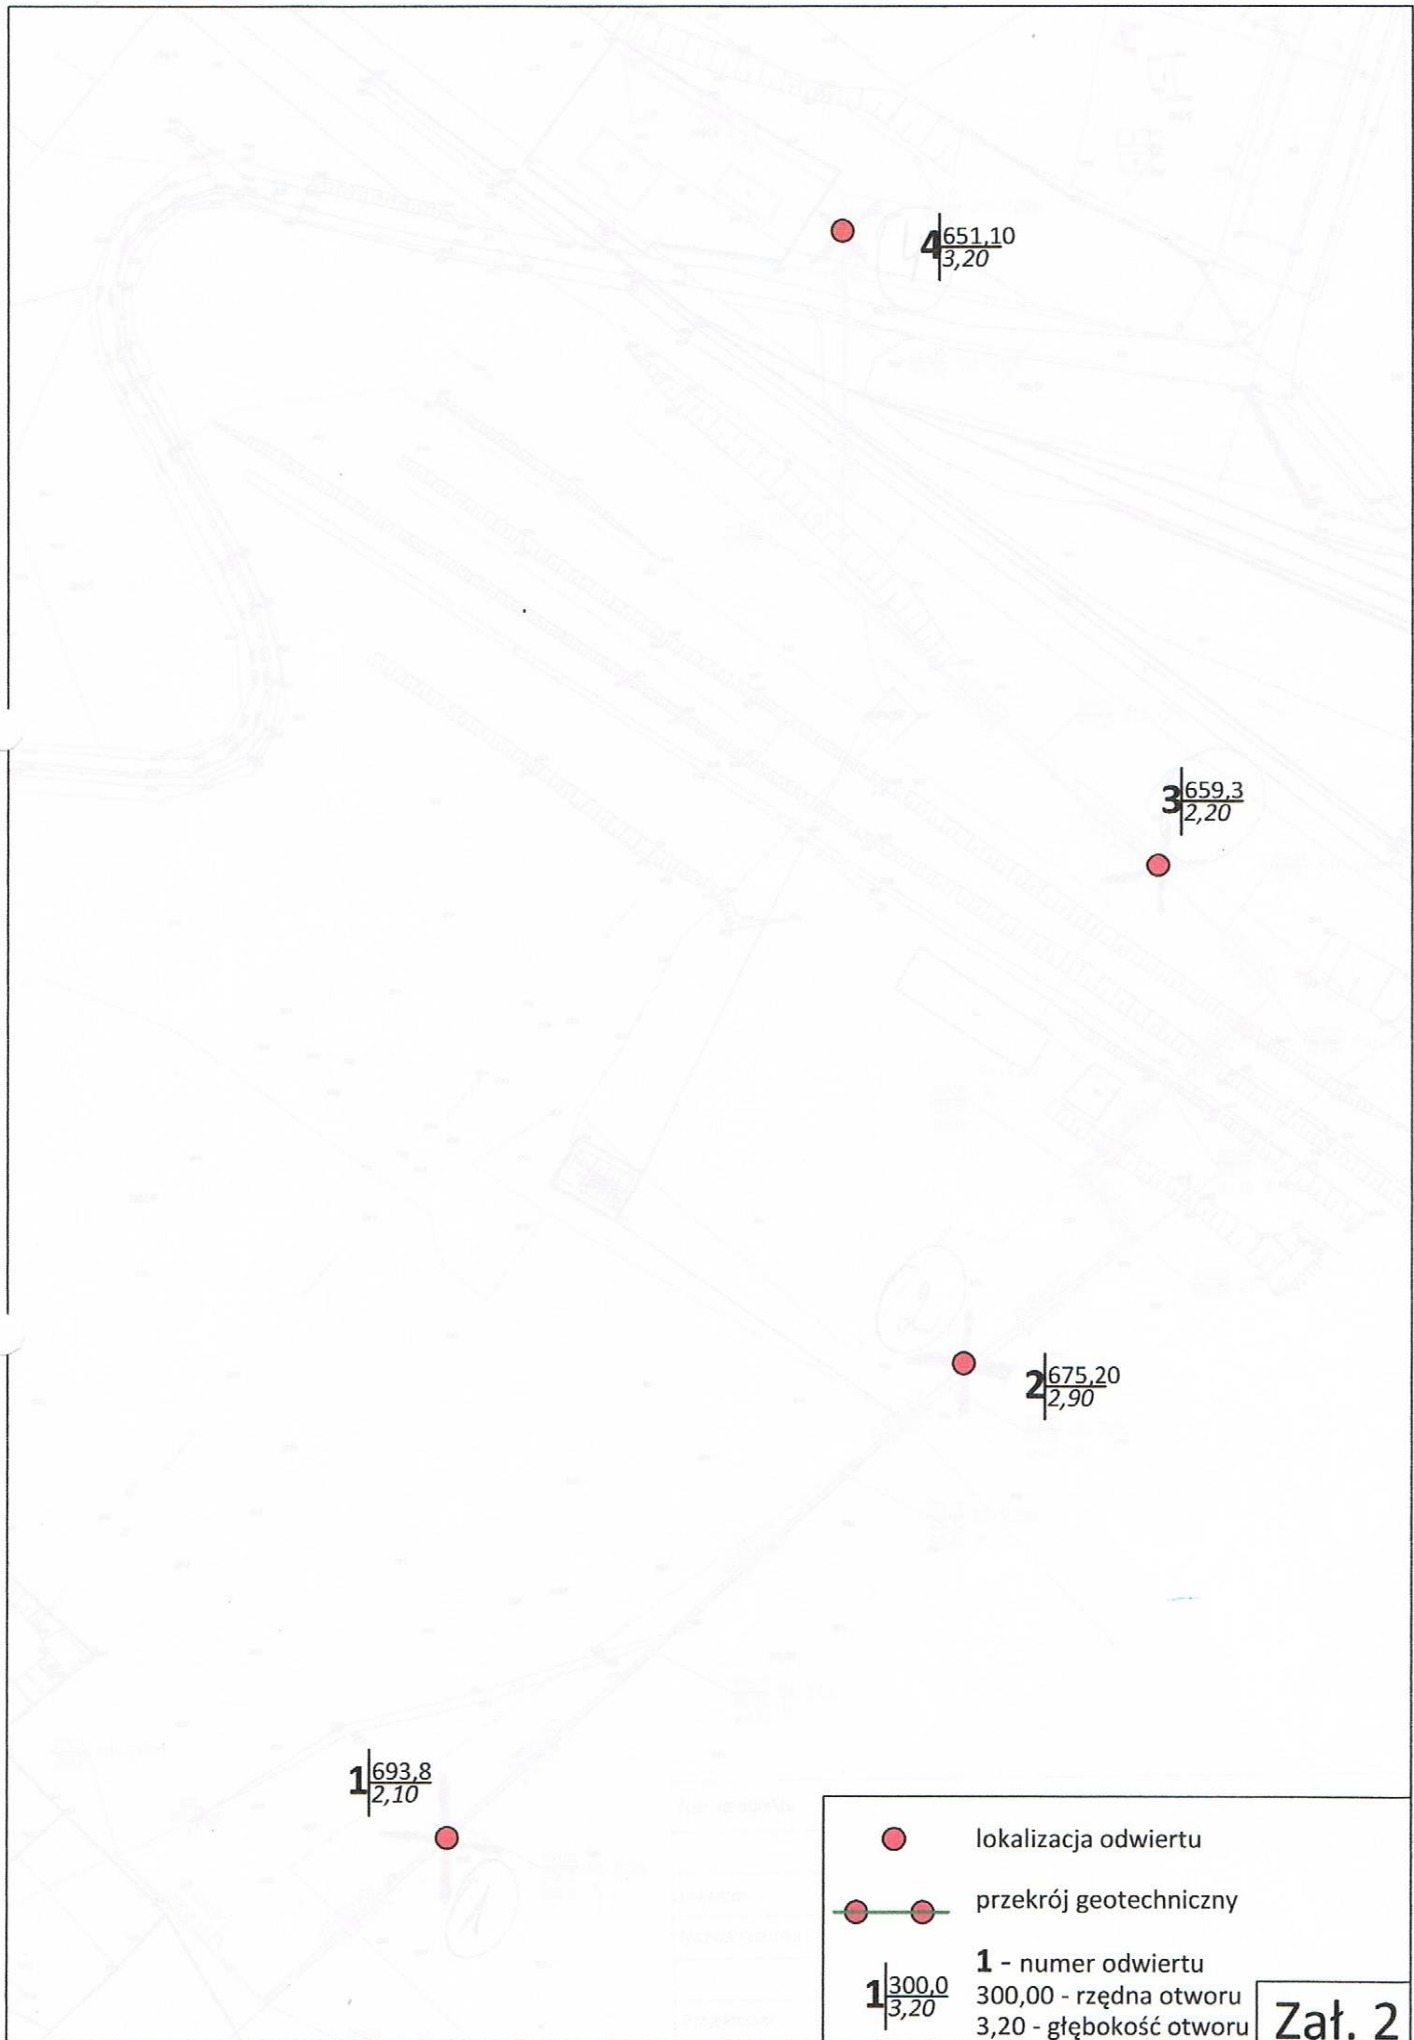 4 651,10
3,20
3 659,3
2,20
2 675,20
2,90
1 693,8
2,10
lokalizacja odwiertu
przekrój geotechniczny
1 300,0
3,20
1 - numer odwiertu
300,00 - rzędna otworu
3,20 - głębokość otworu
Zał. 2